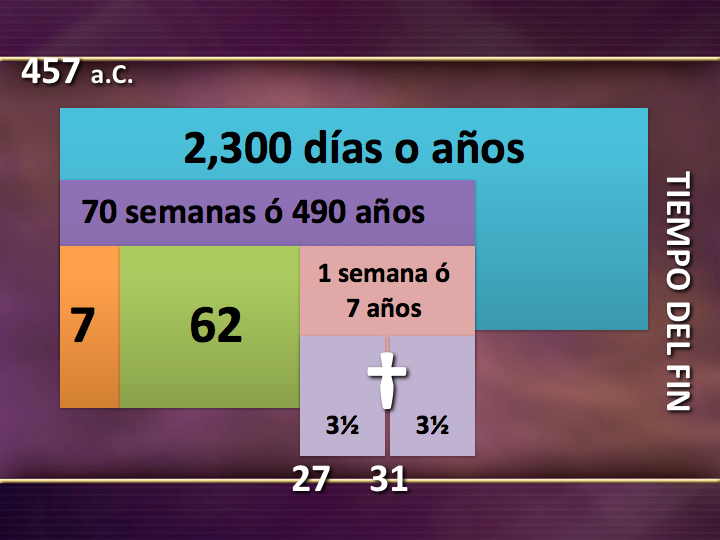 457 a.C.
2,300 días o años
70 semanas ó 490 años
1 semana ó
7 años
7
62
3½
3½
27
31
TIEMPO DEL FIN